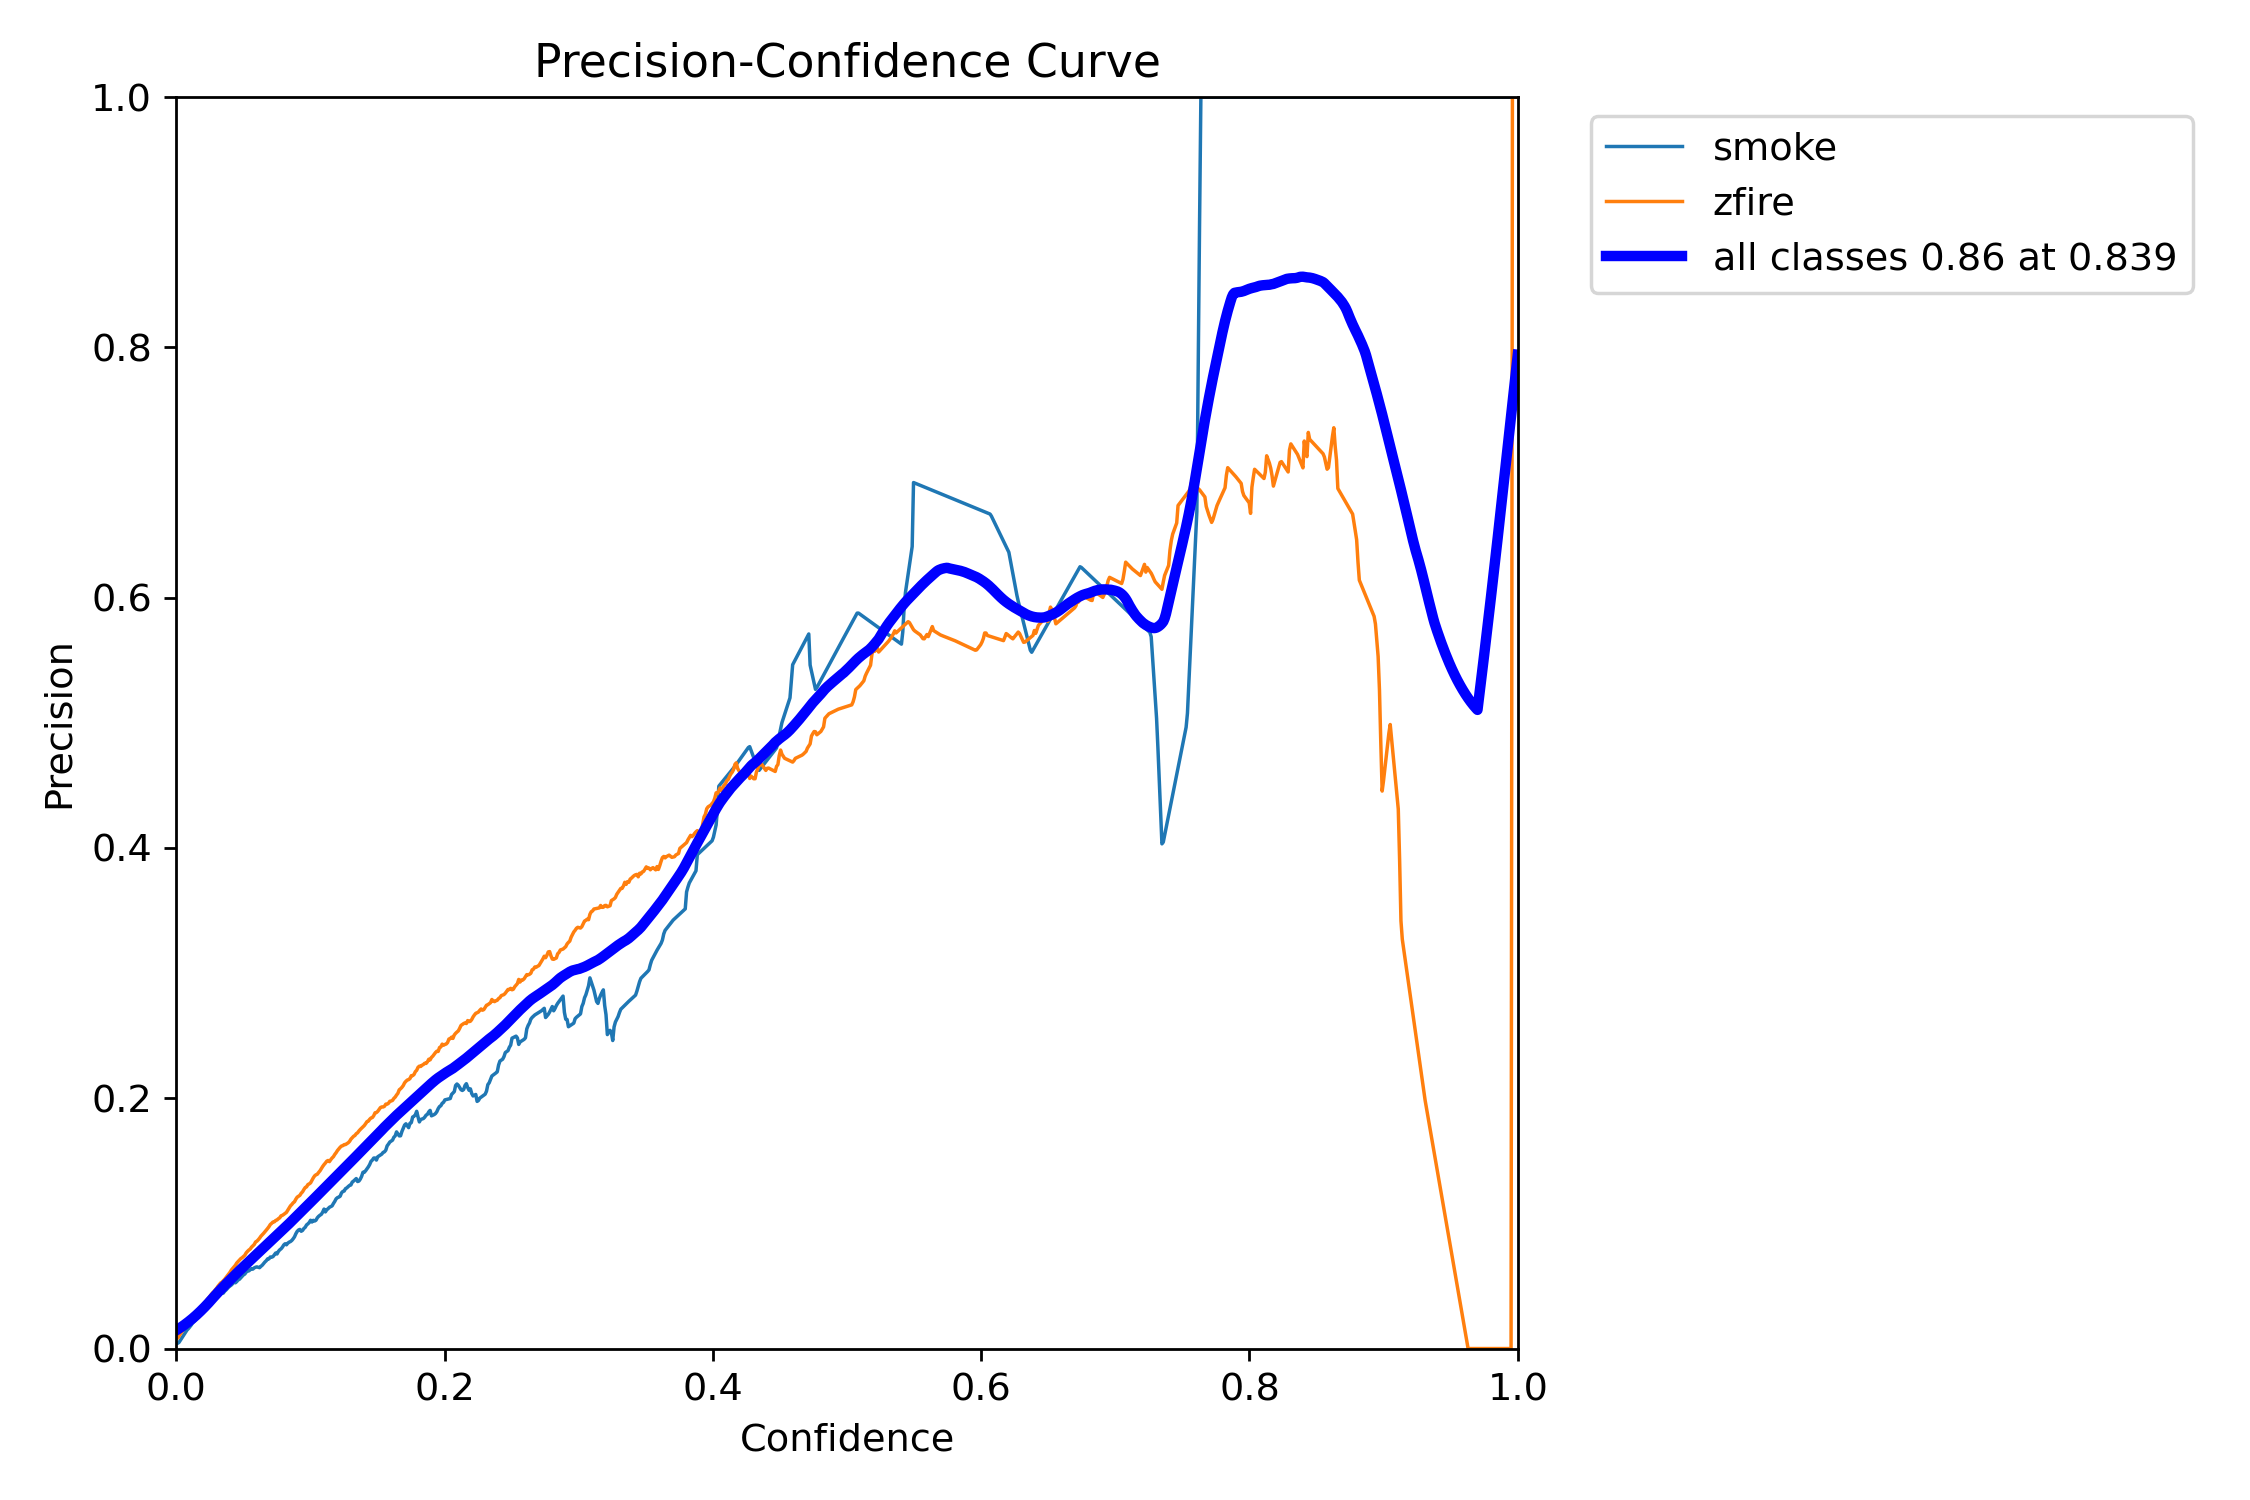 Precision-Confidence Curve
1.0
0.8
0.6
0.4
0.2
0.0
Precision
0.0 0.2 0.4 0.6 0.8 1.0
Confidence
smoke
zfire
all classes 0.86 at 0.839